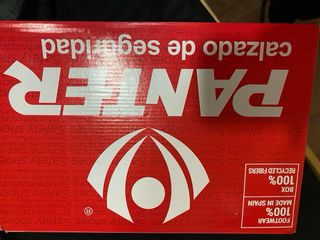 FOOTWEAR
100%
MADE IN SPAIN
BOX
100%
RECYCLED FIBERS
®
PANTER
calzado de seguridad